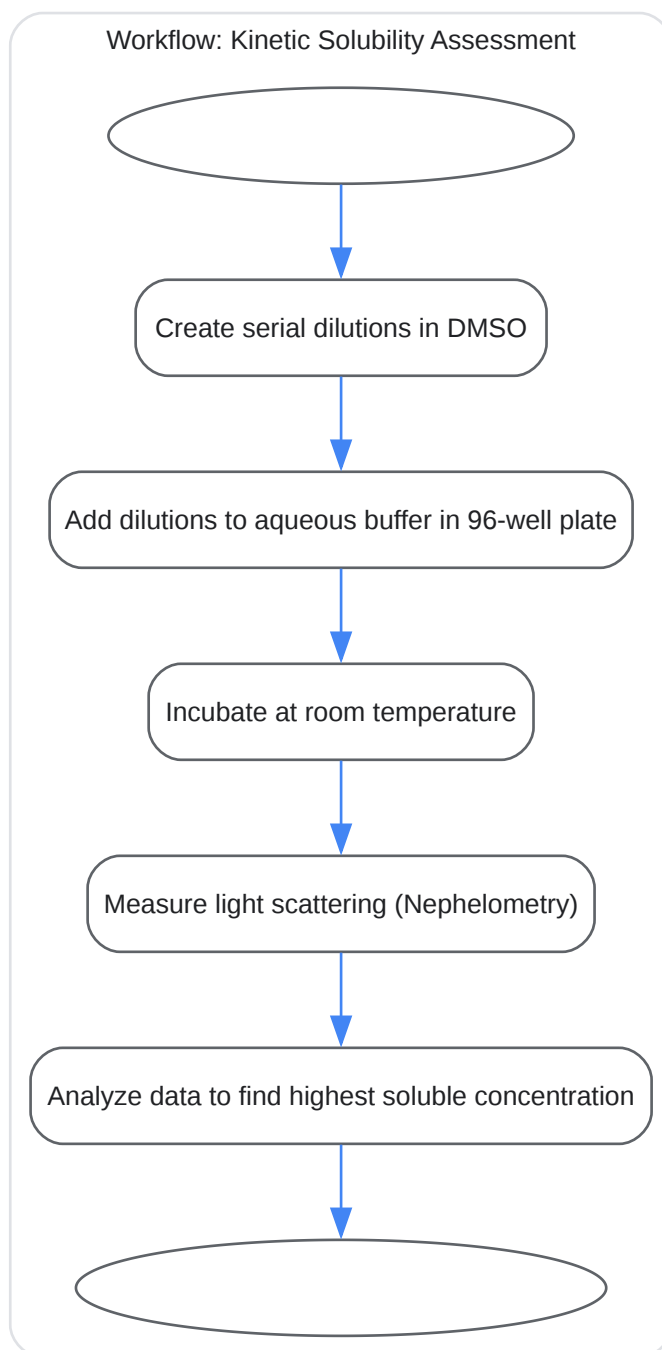 Workflow: Kinetic Solubility Assessment
Create serial dilutions in DMSO
Add dilutions to aqueous buffer in 96-well plate
Incubate at room temperature
Measure light scattering (Nephelometry)
Analyze data to find highest soluble concentration